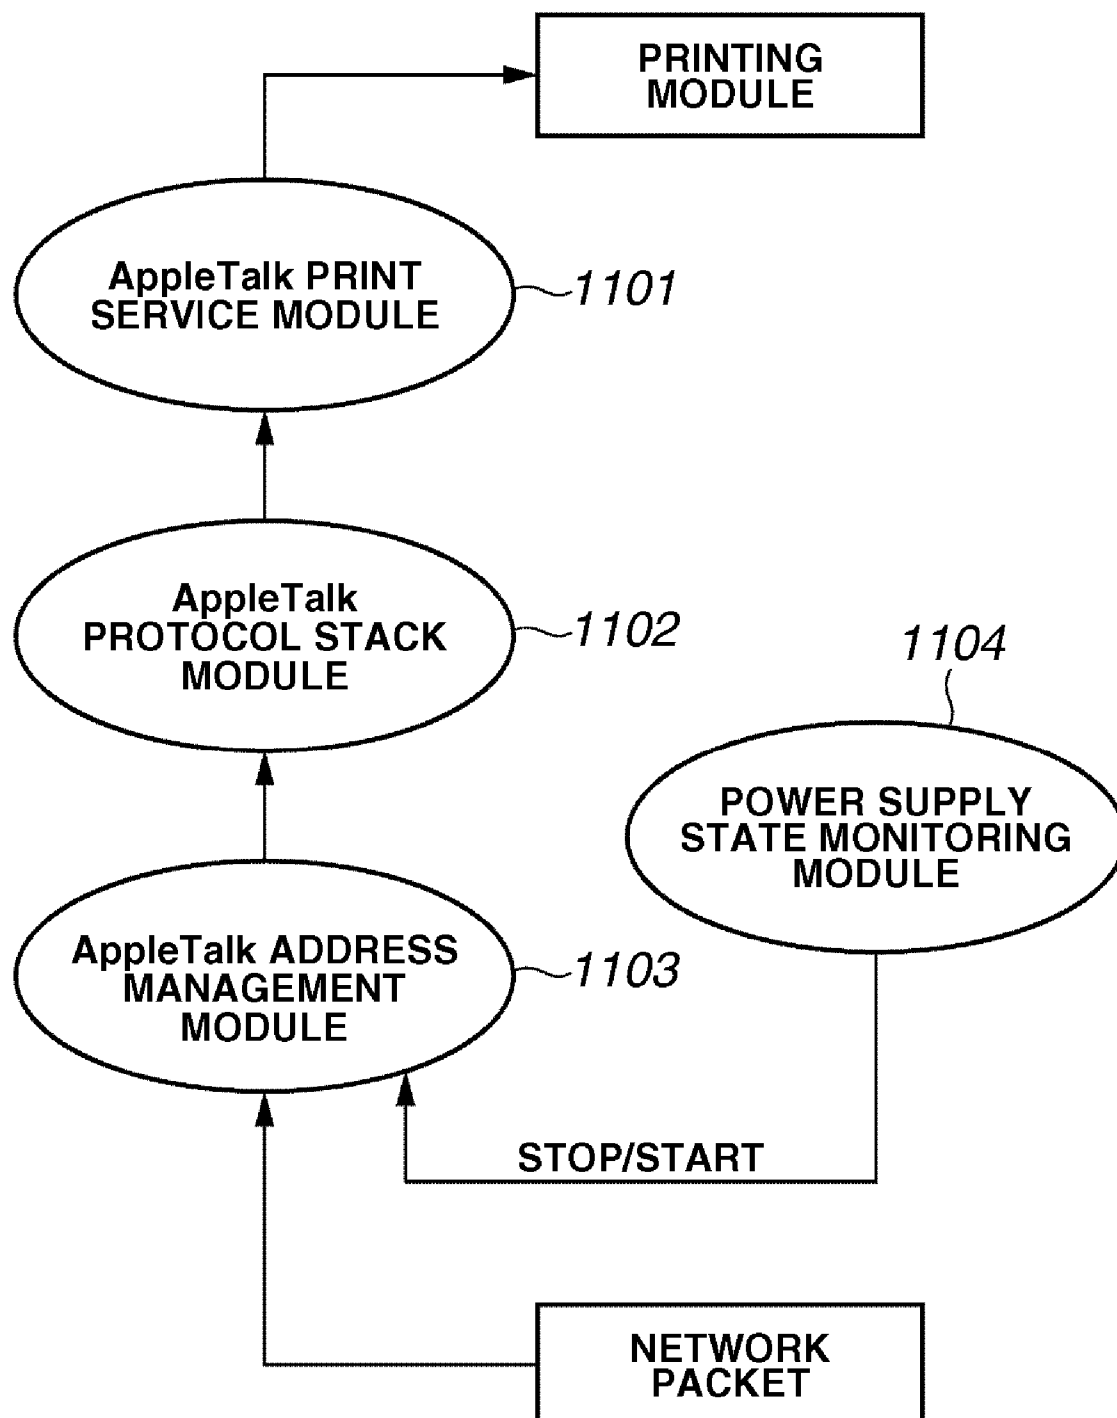 PRINTING
MODULE
AppleTalk PRINT
SERVICE MODULE
1101
AppleTalk
PROTOCOL STACK
MODULE
1102
1104
POWER SUPPLY
STATE MONITORING
MODULE
AppleTalk ADDRESS
MANAGEMENT
MODULE
1103
STOP/START
NETWORK
PACKET